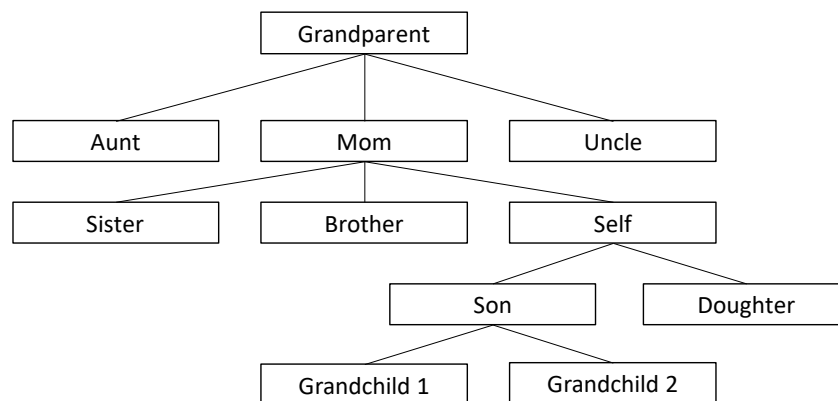 Grandparent
Aunt
Mom
Uncle
Sister
Brother
Self
Son
Doughter
Grandchild 1
Grandchild 2